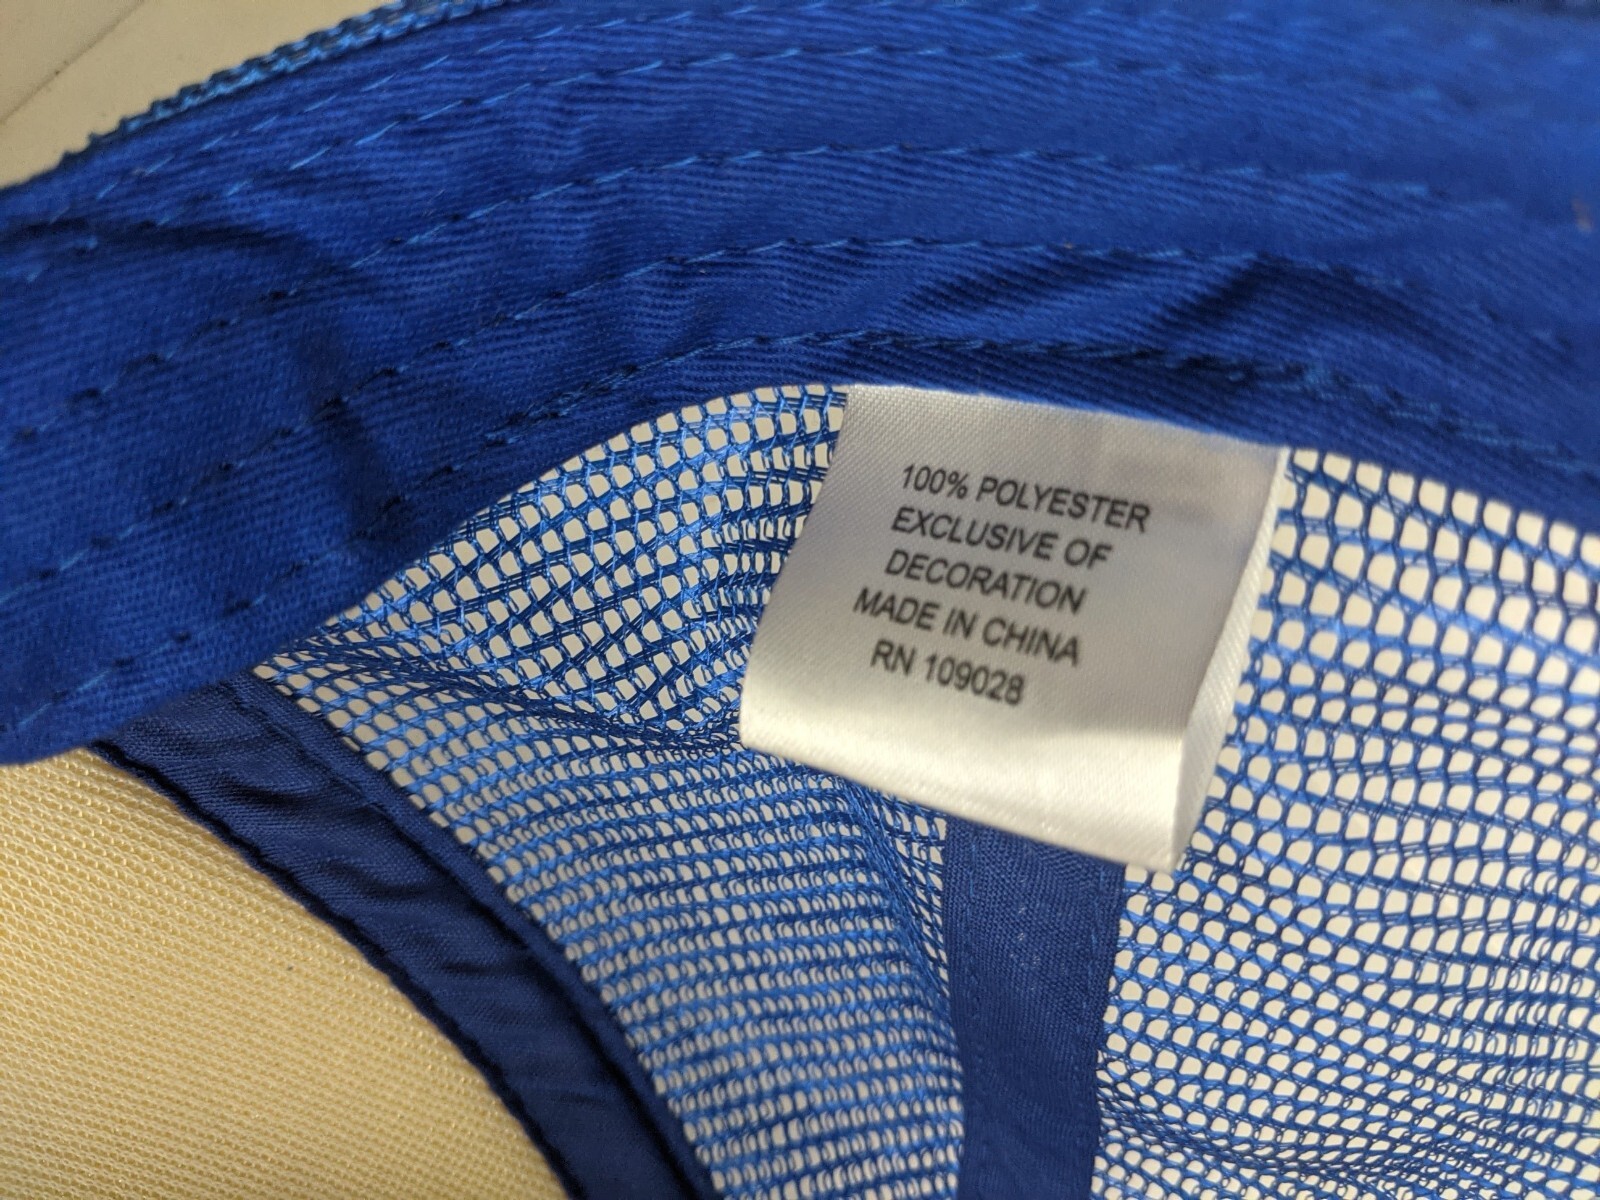 100% POLYESTER
EXCLUSIVE OF
DECORATION
MADE IN CHINA
RN 109028